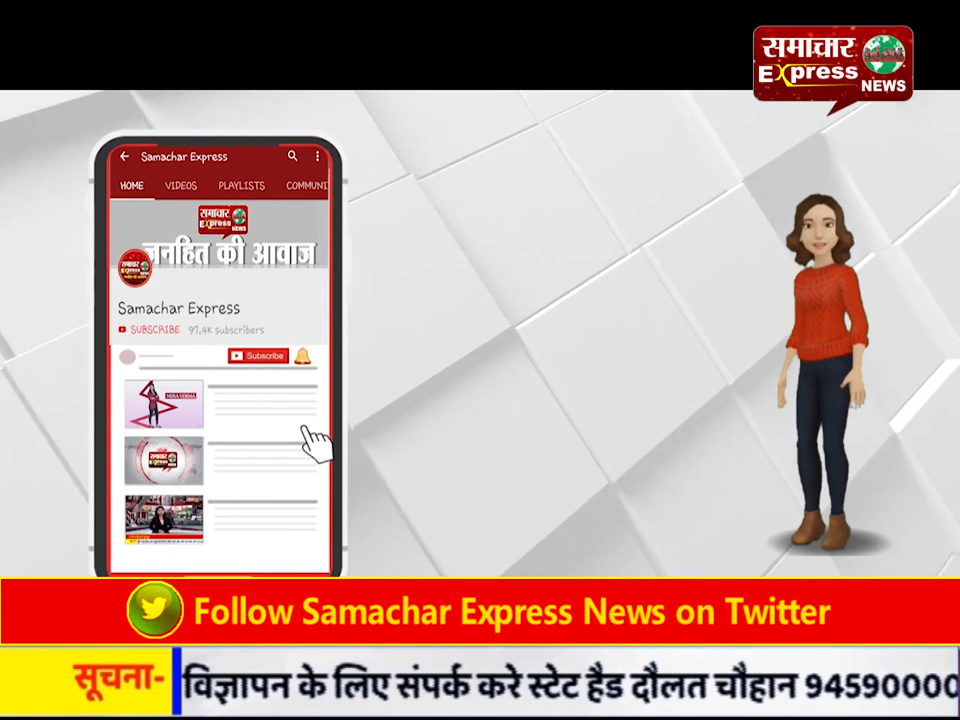 समाचार
Express
NEWS
Samachar Express
HOME VIDEOS PLAYLISTS COMMUNI
समाचार
Express
NEWS
जनहित की आवाज
Samachar Express
SUBSCRIBE 97.4K subscribers
Subscribe
Follow Samachar Express News on Twitter
सूचना- विज्ञापन के लिए संपर्क करे स्टेट हैड दौलत चौहान 94590000